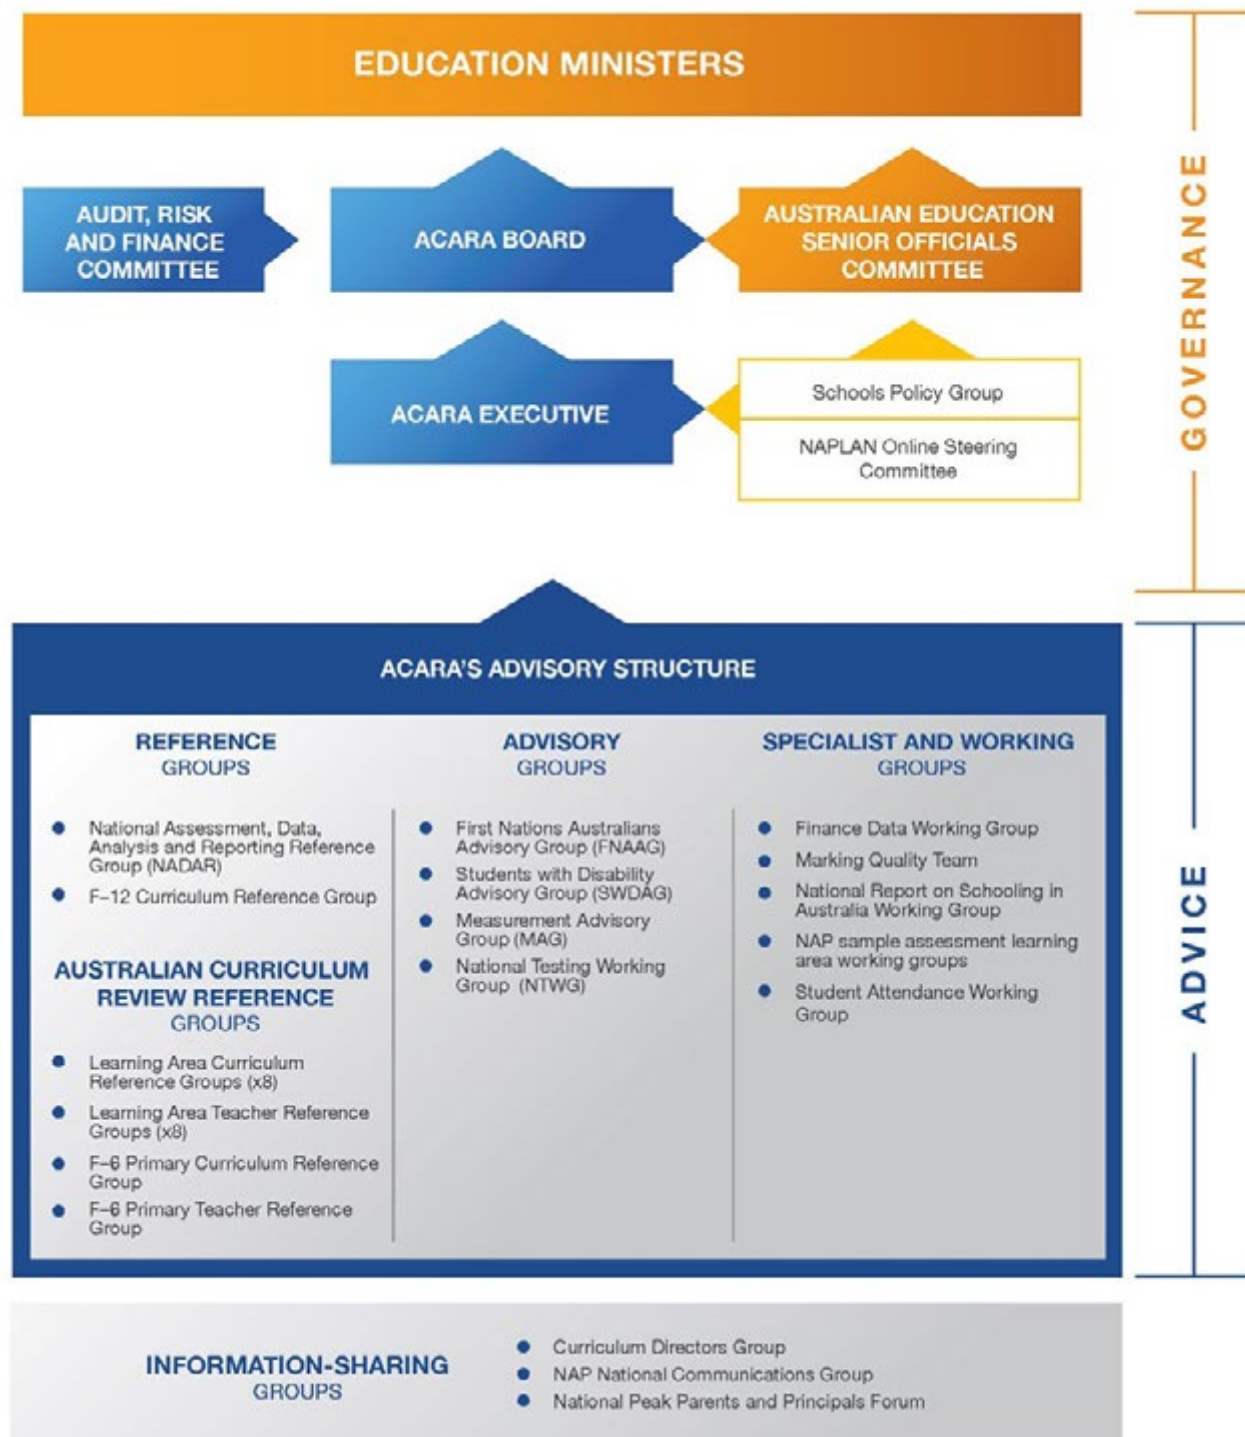 EDUCATION MINISTERS
AUDIT, RISK
AND FINANCE
COMMITTEE
ACARA BOARD
AUSTRALIAN EDUCATION
SENIOR OFFICIALS
COMMITTEE
ACARA EXECUTIVE
Schools Policy Group
NAPLAN Online Steering
Committee
GOVERNANCE
ACARA'S ADVISORY STRUCTURE
REFERENCE
GROUPS
● National Assessment, Data,
Analysis and Reporting Reference
Group (NADAR)
● F–12 Curriculum Reference Group
AUSTRALIAN CURRICULUM
REVIEW REFERENCE
GROUPS
● Learning Area Curriculum
Reference Groups (x8)
● Learning Area Teacher Reference
Groups (x8)
● F–6 Primary Curriculum Reference
Group
● F–6 Primary Teacher Reference
Group
ADVISORY
GROUPS
● First Nations Australians
Advisory Group (FNAAG)
● Students with Disability
Advisory Group (SWDAG)
● Measurement Advisory
Group (MAG)
● National Testing Working
Group (NTWG)
SPECIALIST AND WORKING
GROUPS
● Finance Data Working Group
● Marking Quality Team
● National Report on Schooling in
Australia Working Group
● NAP sample assessment learning
area working groups
● Student Attendance Working
Group
ADVICE
INFORMATION-SHARING
GROUPS
● Curriculum Directors Group
● NAP National Communications Group
● National Peak Parents and Principals Forum